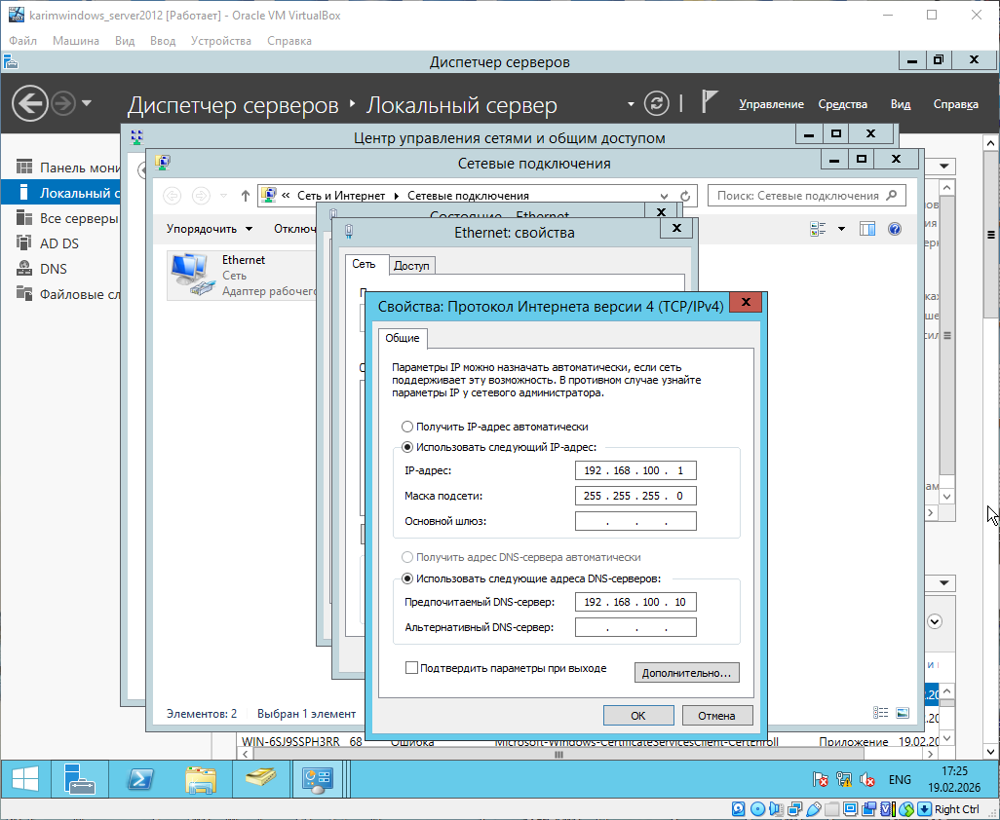 karimwindows_server2012 [Работает] - Oracle VM VirtualBox
Файл Машина Вид Ввод Устройства Справка
Диспетчер серверов
Диспетчер серверов Локальный сервер
Управление Средства Вид Справка
Центр управления сетями и общим доступом
Сетевые подключения
Панель мони
Локальный с
Все серверы
AD DS
DNS
Файловые сл
« Сеть и Интернет Сетевые подключения
Поиск: Сетевые подключения
Состояние - Ethernet
Упорядочить Отключ
Ethernet: свойства
Сеть Доступ
Ethernet
Сеть
Адаптер рабочего
Свойства: Протокол Интернета версии 4 (TCP/IPv4)
Общие
Параметры IP можно назначать автоматически, если сеть
поддерживает эту возможность. В противном случае узнайте
параметры IP у сетевого администратора.
Получить IP-адрес автоматически
Использовать следующий IP-адрес:
IP-адрес: 192 . 168 . 100 . 1
Маска подсети: 255 . 255 . 255 . 0
Основной шлюз: . . .
Получить адрес DNS-сервера автоматически
Использовать следующие адреса DNS-серверов:
Предпочитаемый DNS-сервер: 192 . 168 . 100 . 10
Альтернативный DNS-сервер: . . .
Подтвердить параметры при выходе
Дополнительно...
OK Отмена
Элементов: 2 Выбран 1 элемент
WIN-6SJ9SSPH3RR 68 Ошибка Microsoft-Windows-CertificateServicesClient-CertEnroll Приложение 19.02.20
ENG
17:25
19.02.2026
Right Ctrl